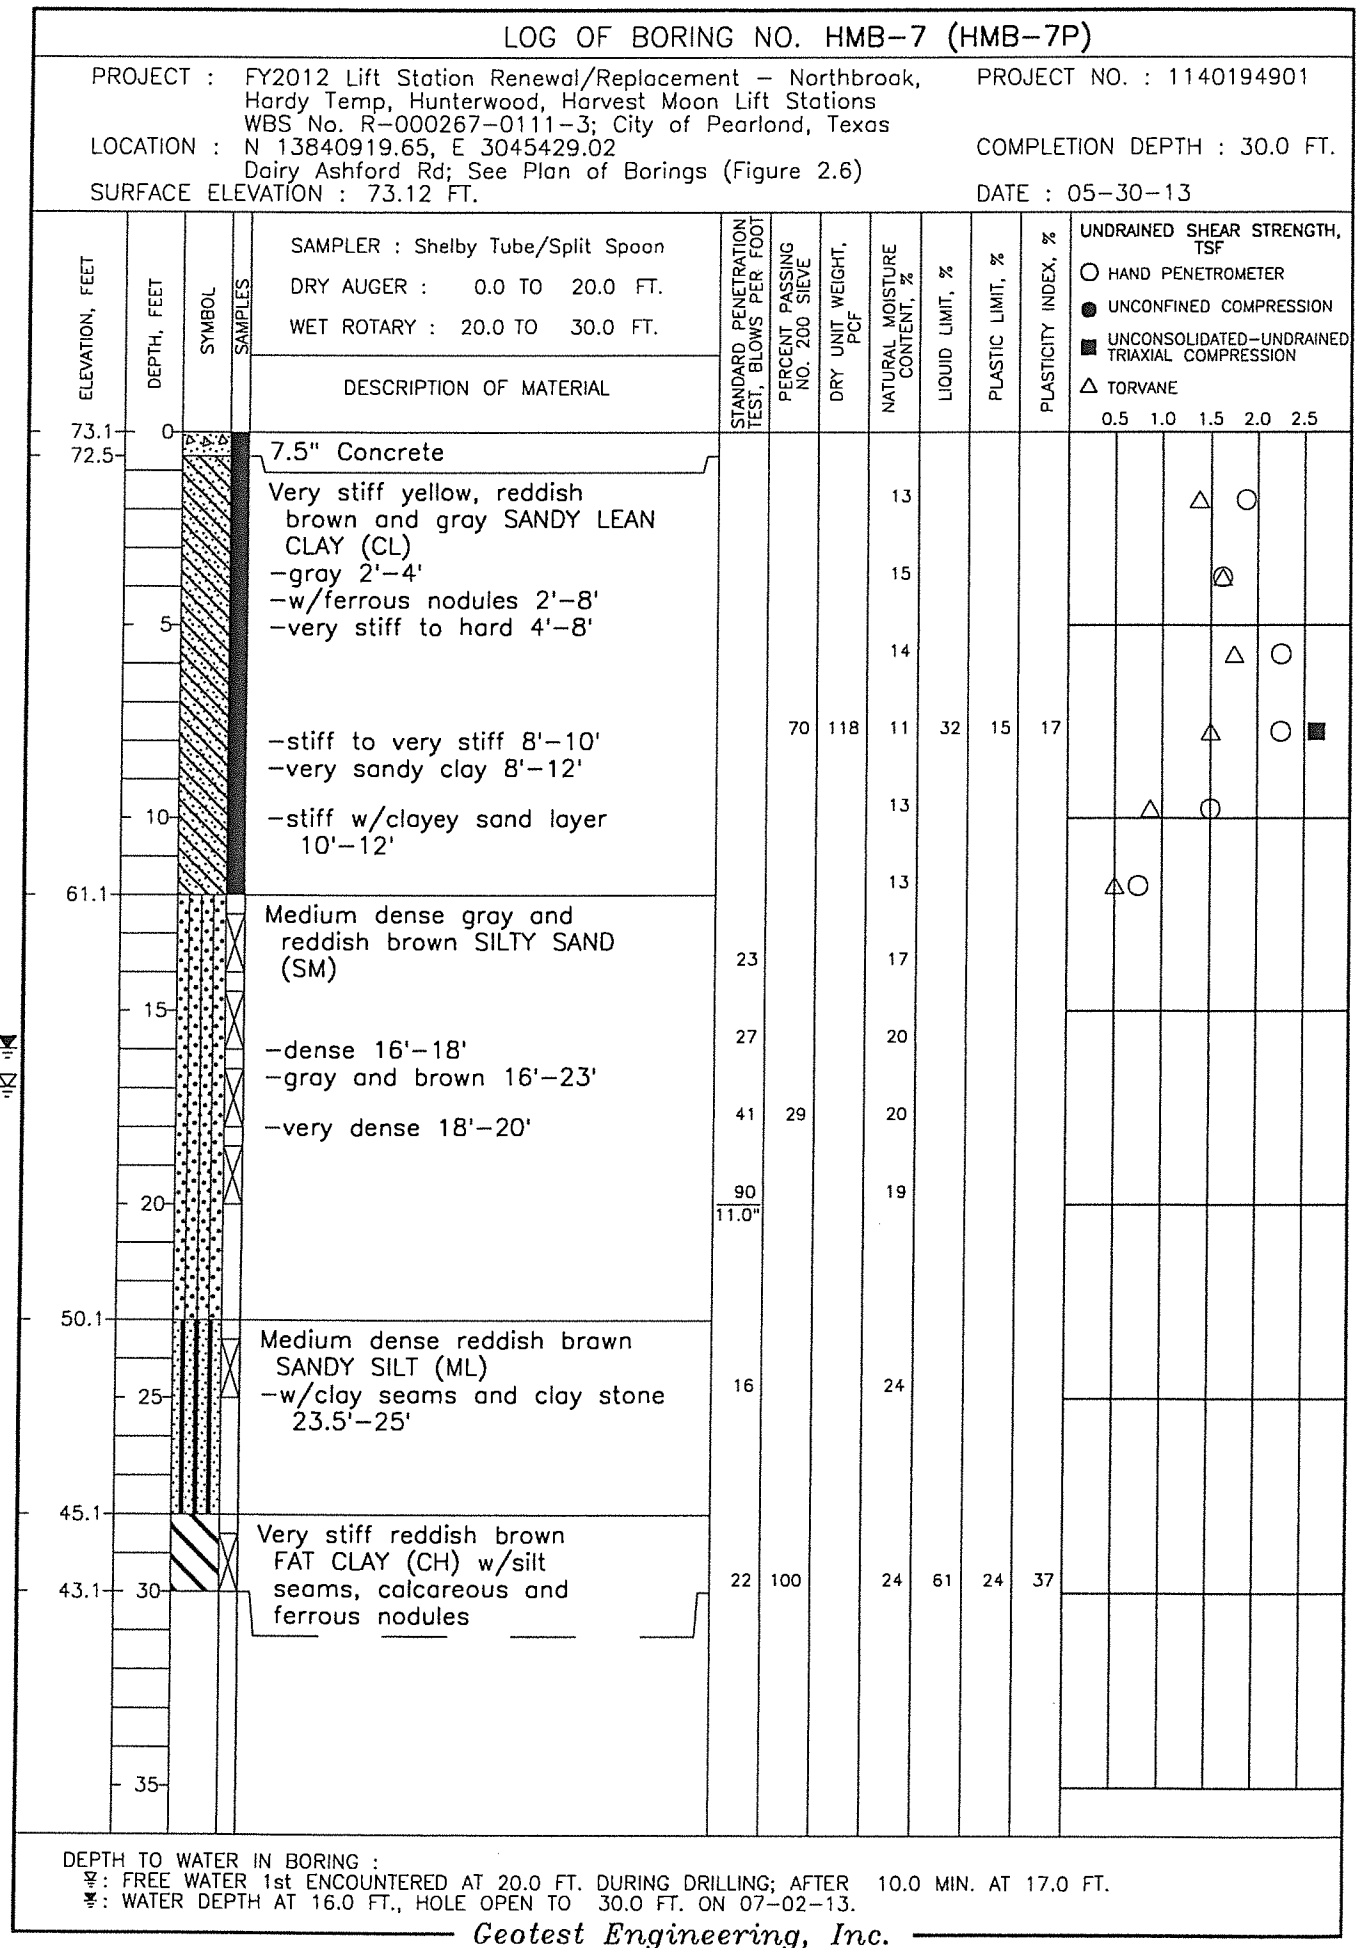 LOG OF BORING NO. HMB-7 (HMB-7P)
PROJECT : FY2012 Lift Station Renewal/Replacement - Northbrook, PROJECT NO. : 1140194901
Hardy Temp, Hunterwood, Harvest Moon Lift Stations
WBS No. R-000267-0111-3; City of Pearland, Texas
LOCATION : N 13840919.65, E 3045429.02 COMPLETION DEPTH : 30.0 FT.
Dairy Ashford Rd; See Plan of Borings (Figure 2.6)
SURFACE ELEVATION : 73.12 FT. DATE : 05-30-13
ELEVATION, FEET
DEPTH, FEET
SYMBOL
SAMPLES
SAMPLER : Shelby Tube/Split Spoon
DRY AUGER : 0.0 TO 20.0 FT.
WET ROTARY : 20.0 TO 30.0 FT.
DESCRIPTION OF MATERIAL
STANDARD PENETRATION TEST, BLOWS PER FOOT
PERCENT PASSING NO. 200 SIEVE
DRY UNIT WEIGHT, PCF
NATURAL MOISTURE CONTENT, %
LIQUID LIMIT, %
PLASTIC LIMIT, %
PLASTICITY INDEX, %
UNDRAINED SHEAR STRENGTH, TSF
HAND PENETROMETER
UNCONFINED COMPRESSION
UNCONSOLIDATED-UNDRAINED TRIAXIAL COMPRESSION
TORVANE
0.5 1.0 1.5 2.0 2.5
73.1 0
72.5 7.5" Concrete
Very stiff yellow, reddish 13
brown and gray SANDY LEAN
CLAY (CL)
-gray 2'-4' 15
-w/ferrous nodules 2'-8'
5 -very stiff to hard 4'-8'
14
70 118 11 32 15 17
-stiff to very stiff 8'-10'
-very sandy clay 8'-12'
13
10 -stiff w/clayey sand layer
10'-12'
13
61.1
Medium dense gray and
reddish brown SILTY SAND
(SM) 23 17
15
27 20
-dense 16'-18'
-gray and brown 16'-23'
41 29 20
-very dense 18'-20'
90 19
20 11.0"
50.1
Medium dense reddish brown
SANDY SILT (ML)
25 -w/clay seams and clay stone 16 24
23.5'-25'
45.1
Very stiff reddish brown
FAT CLAY (CH) w/silt
43.1 30 seams, calcareous and 22 100 24 61 24 37
ferrous nodules
35
DEPTH TO WATER IN BORING :
: FREE WATER 1st ENCOUNTERED AT 20.0 FT. DURING DRILLING; AFTER 10.0 MIN. AT 17.0 FT.
: WATER DEPTH AT 16.0 FT., HOLE OPEN TO 30.0 FT. ON 07-02-13.
Geotest Engineering, Inc.